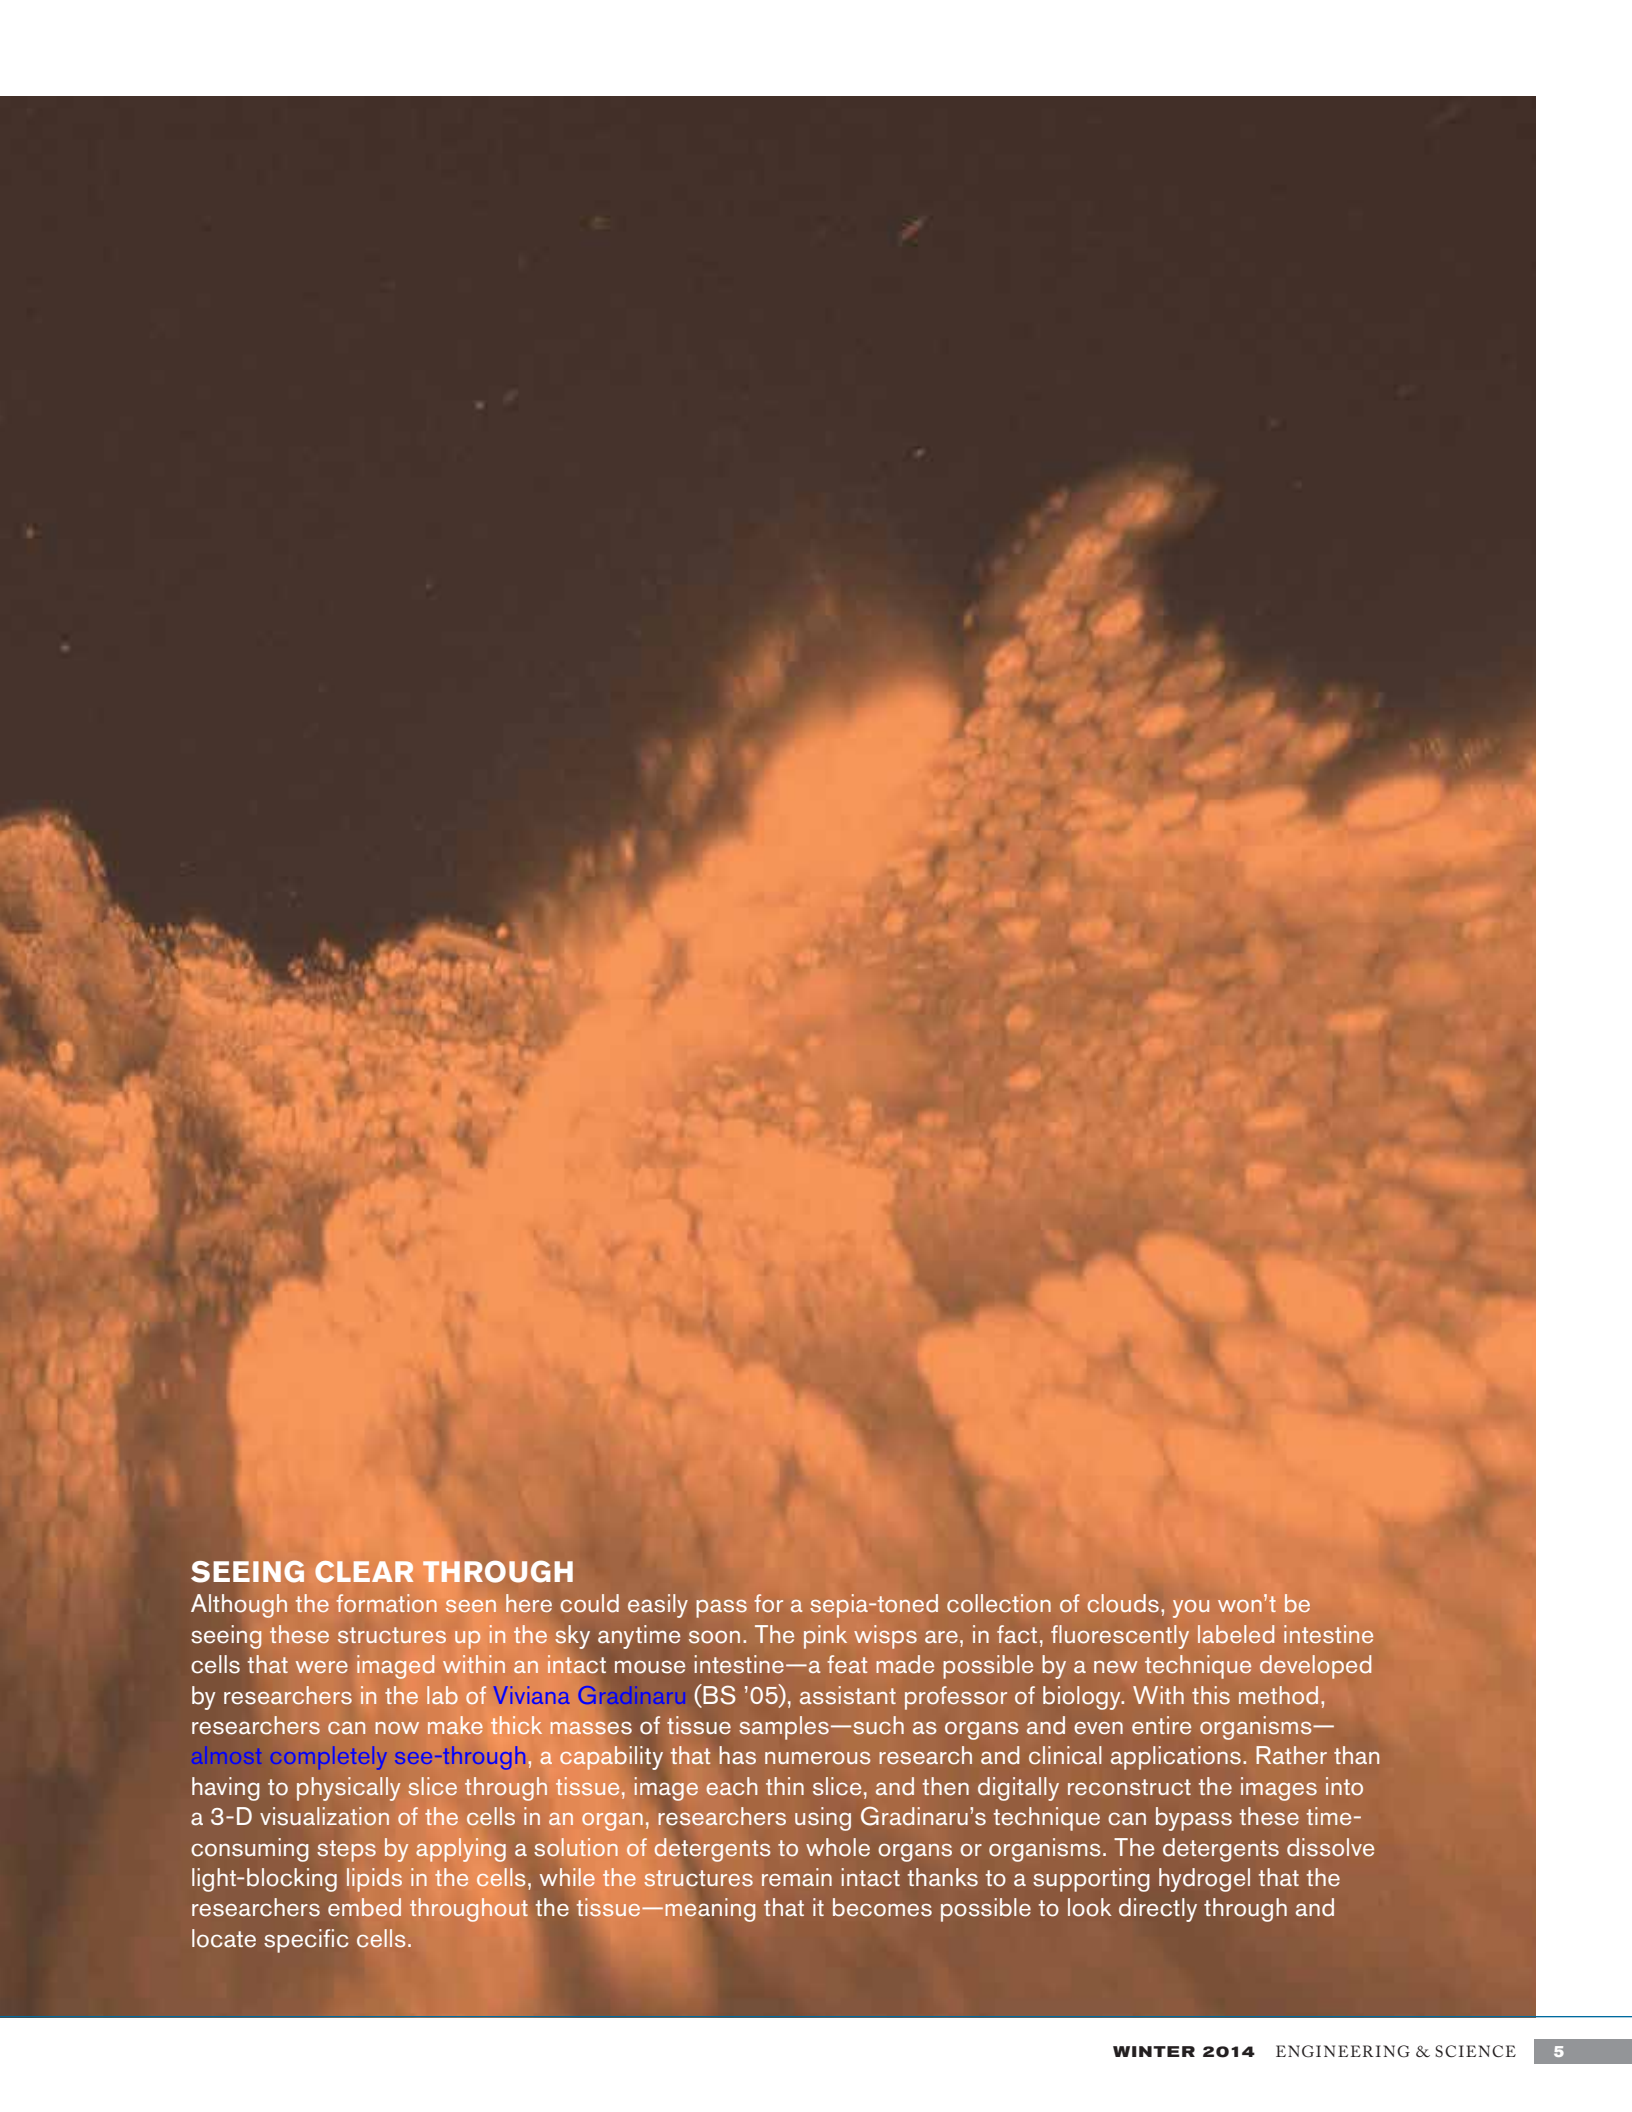 SEEING CLEAR THROUGH
Although the formation seen here could easily pass for a sepia-toned collection of clouds, you won’t be
seeing these structures up in the sky anytime soon. The pink wisps are, in fact, fluorescently labeled intestine
cells that were imaged within an intact mouse intestine—a feat made possible by a new technique developed
by researchers in the lab of Viviana Gradinaru (BS ’05), assistant professor of biology. With this method,
researchers can now make thick masses of tissue samples—such as organs and even entire organisms—
almost completely see-through, a capability that has numerous research and clinical applications. Rather than
having to physically slice through tissue, image each thin slice, and then digitally reconstruct the images into
a 3-D visualization of the cells in an organ, researchers using Gradinaru’s technique can bypass these time-
consuming steps by applying a solution of detergents to whole organs or organisms. The detergents dissolve
light-blocking lipids in the cells, while the structures remain intact thanks to a supporting hydrogel that the
researchers embed throughout the tissue—meaning that it becomes possible to look directly through and
locate specific cells.
WINTER 2014 ENGINEERING & SCIENCE 5